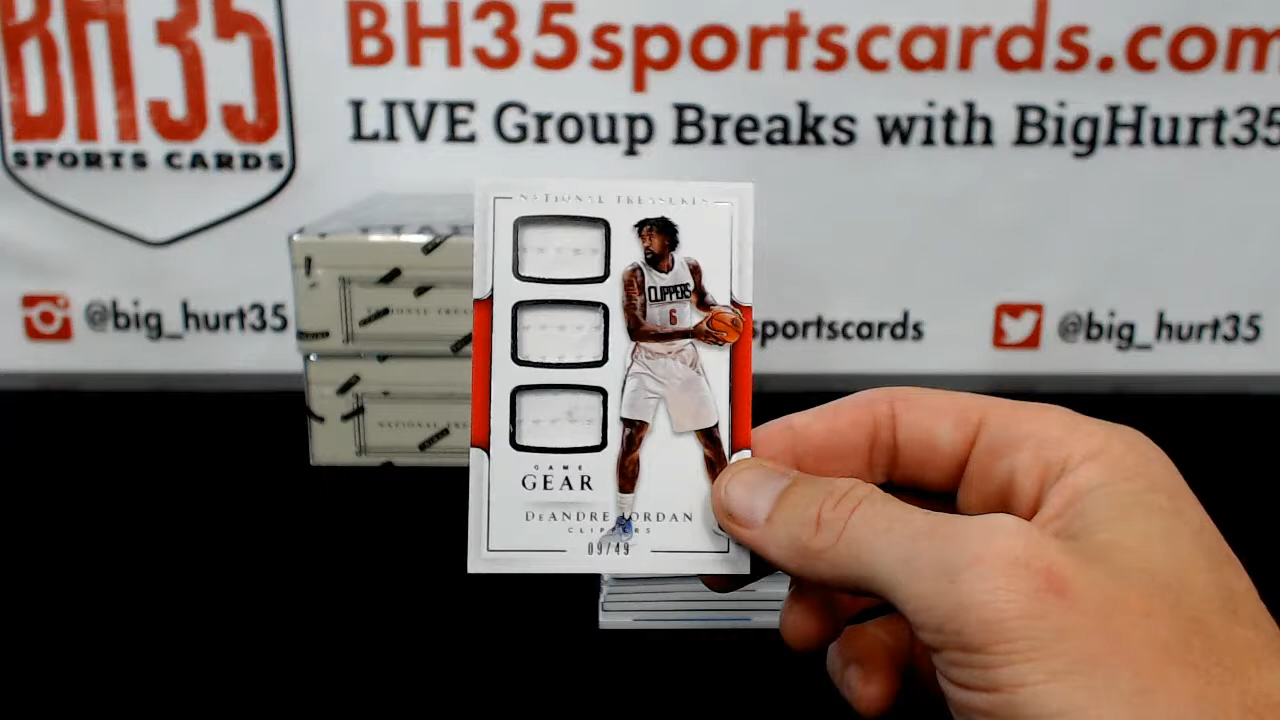 BH35
SPORTS CARDS
BH35sportscards.com
LIVE Group Breaks with BigHurt35
@big_hurt35
sportscards
@big_hurt35
NATIONAL TREASURES
CLIPPERS
6
GAME
GEAR
DeANDRE JORDAN
CLIPPERS
09/49